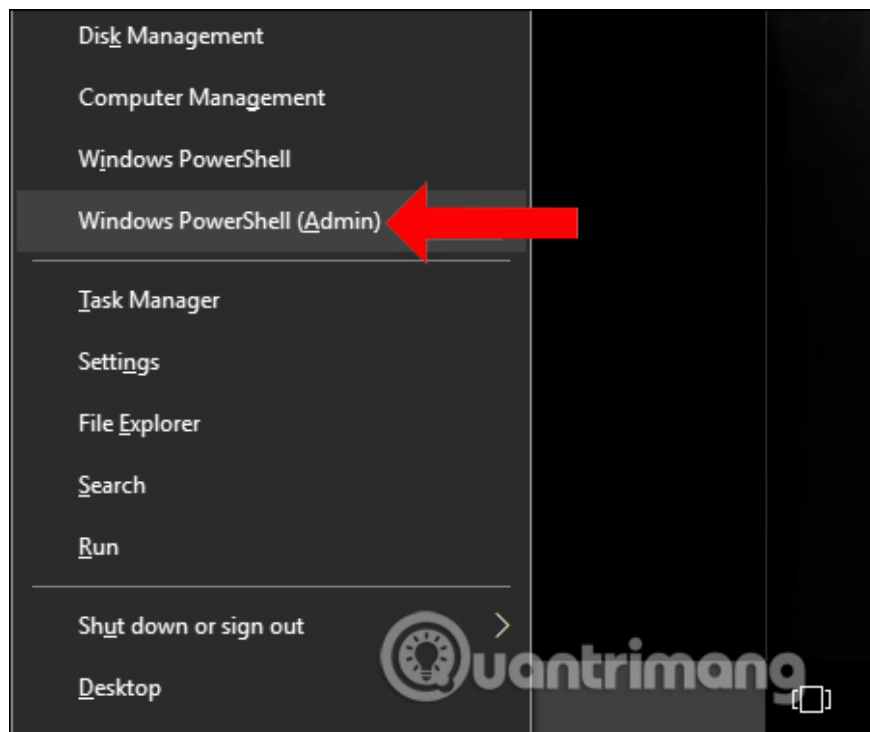 Disk Management
Computer Management
Windows PowerShell
Windows PowerShell (Admin)
Task Manager
Settings
File Explorer
Search
Run
Shut down or sign out
Desktop
Quantrimang